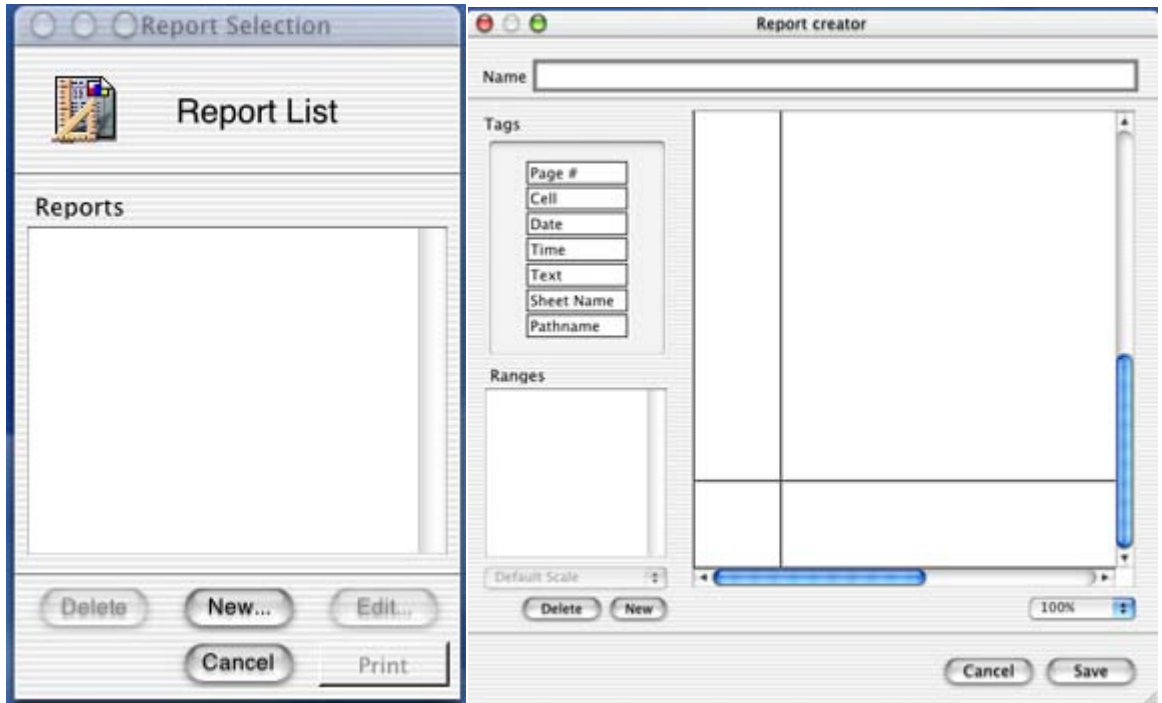 Report Selection
Report List
Reports
Delete
New...
Edit...
Cancel
Print
Report creator
Name
Tags
Page #
Cell
Date
Time
Text
Sheet Name
Pathname
Ranges
Default Scale
Delete
New
100%
Cancel
Save